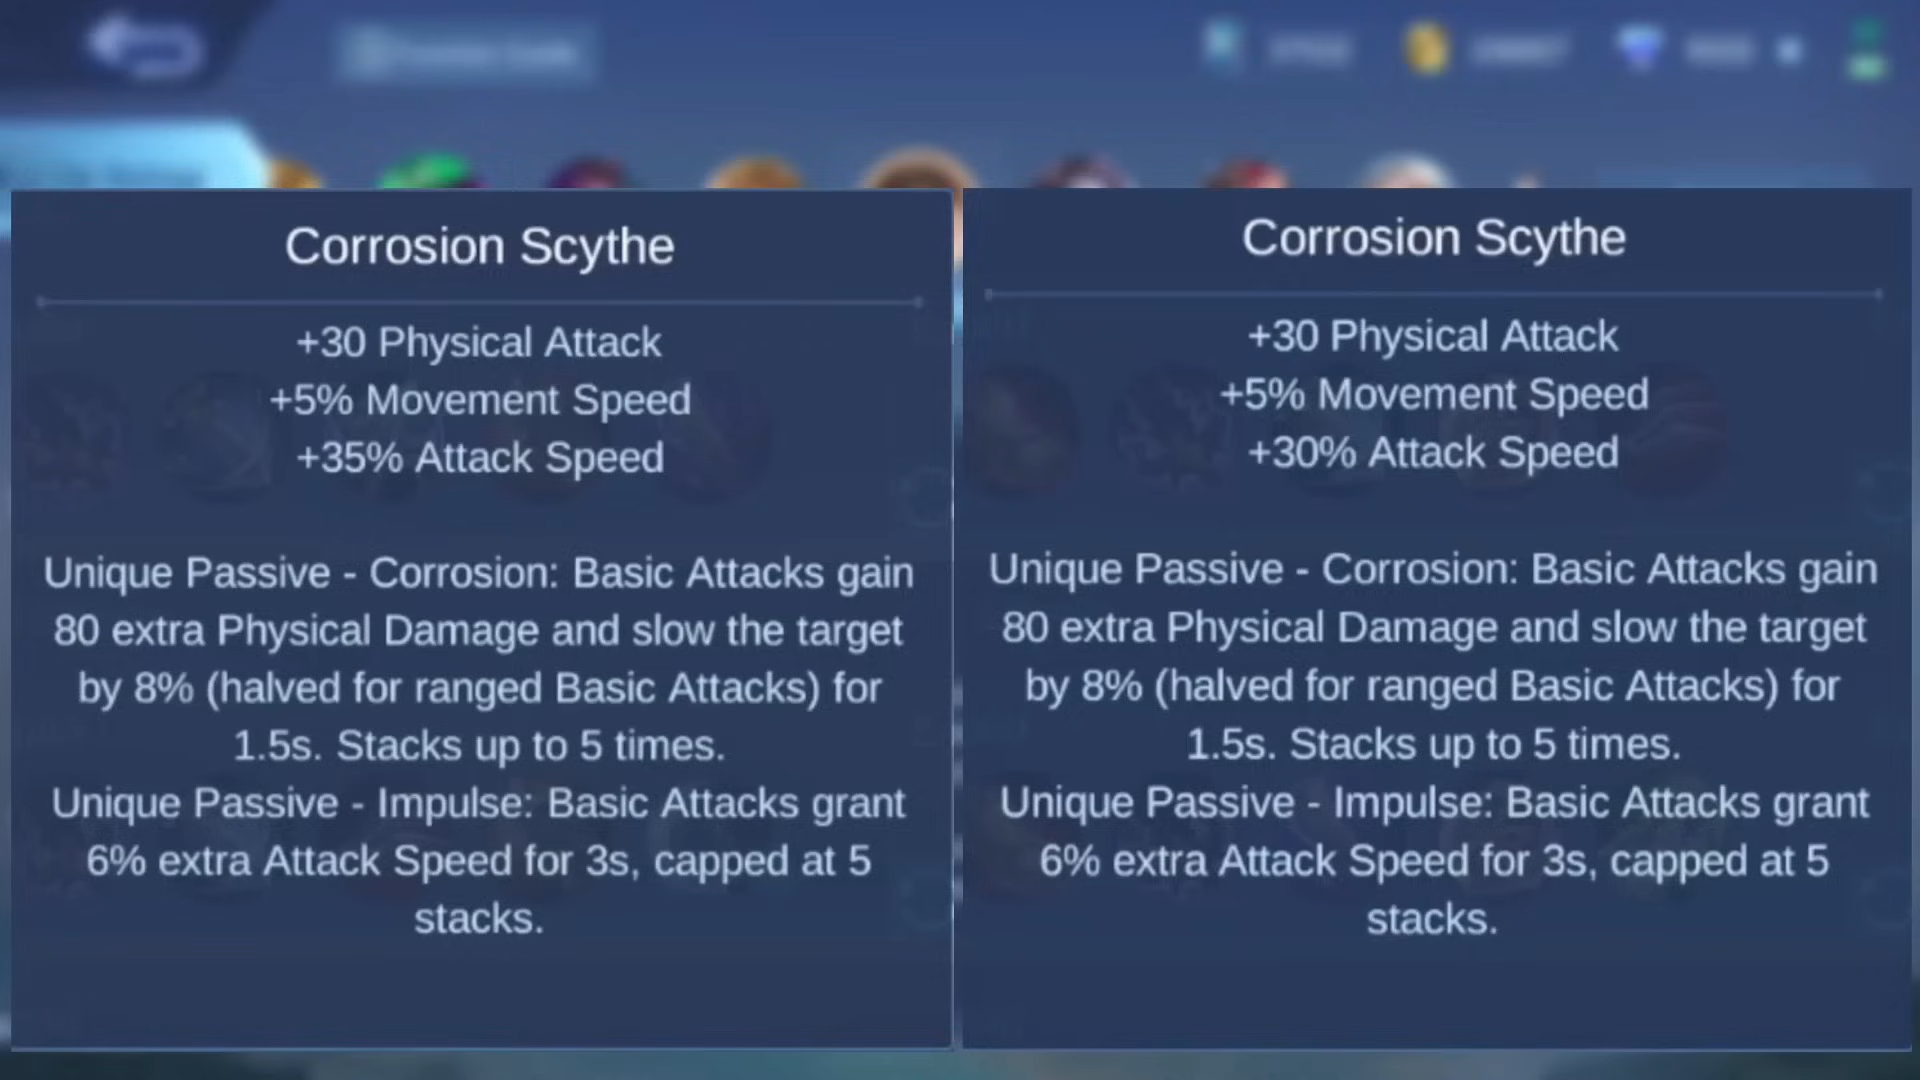 Corrosion Scythe
+30 Physical Attack
+5% Movement Speed
+35% Attack Speed
Unique Passive - Corrosion: Basic Attacks gain
80 extra Physical Damage and slow the target
by 8% (halved for ranged Basic Attacks) for
1.5s. Stacks up to 5 times.
Unique Passive - Impulse: Basic Attacks grant
6% extra Attack Speed for 3s, capped at 5
stacks.
Corrosion Scythe
+30 Physical Attack
+5% Movement Speed
+30% Attack Speed
Unique Passive - Corrosion: Basic Attacks gain
80 extra Physical Damage and slow the target
by 8% (halved for ranged Basic Attacks) for
1.5s. Stacks up to 5 times.
Unique Passive - Impulse: Basic Attacks grant
6% extra Attack Speed for 3s, capped at 5
stacks.